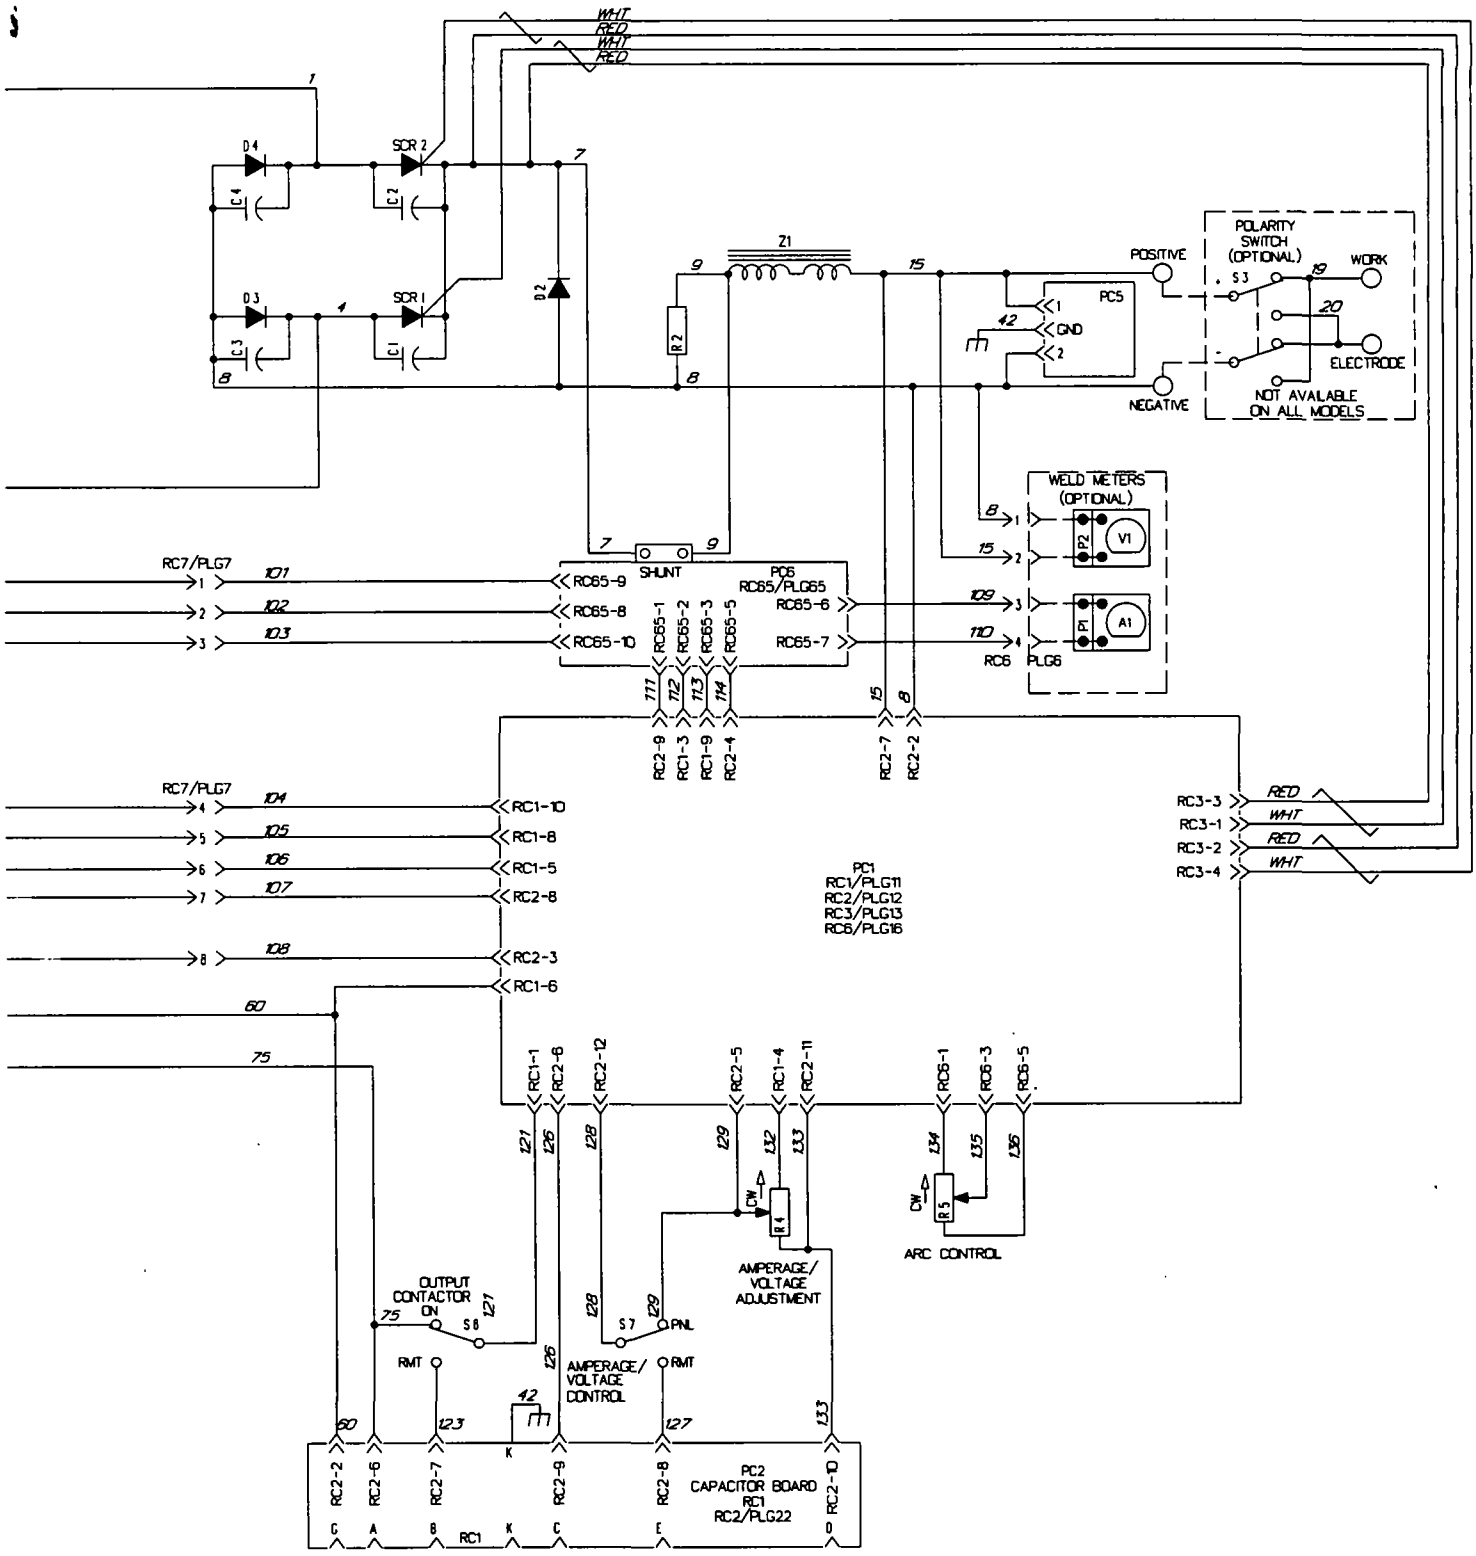 WHT
RED
WHT
RED
1
D4
SCR 2
7
C4
C2
D3
4
SCR 1
D2
C3
C1
8
9
Z1
15
R2
8
POSITIVE
PC5
1
42
GND
2
NEGATIVE
POLARITY
SWITCH
(OPTIONAL)
S3
19
WORK
20
+
-
ELECTRODE
NOT AVAILABLE
ON ALL MODELS
WELD METERS
(OPTIONAL)
8
1
P2
V1
15
2
109
3
P1
A1
110
4
RC6
PLG6
7
9
SHUNT
PC6
RC65/PLG65
RC7/PLG7
1
101
RC65-9
2
102
RC65-8
3
103
RC65-10
RC65-1
RC65-2
RC65-3
RC65-5
RC65-6
RC65-7
111
112
113
114
15
8
RC2-9
RC1-3
RC1-9
RC2-4
RC2-7
RC2-2
RC7/PLG7
4
104
RC1-10
5
105
RC1-8
6
106
RC1-5
7
107
RC2-8
8
108
RC2-3
RC1-6
RC3-3
RED
RC3-1
WHT
RC3-2
RED
RC3-4
WHT
PC1
RC1/PLG11
RC2/PLG12
RC3/PLG13
RC6/PLG16
60
75
RC1-1
RC2-6
RC2-12
RC2-5
RC1-4
RC2-11
RC6-1
RC6-3
RC6-5
121
126
128
129
132
133
134
135
136
CW
R4
CW
R5
AMPERAGE/
VOLTAGE
ADJUSTMENT
ARC CONTROL
OUTPUT
CONTACTOR
ON
75
S6
121
RMT
128
S7
129
PNL
126
AMPERAGE/
VOLTAGE
CONTROL
RMT
60
123
42
127
133
K
RC2-2
RC2-6
RC2-7
RC2-9
RC2-8
RC2-10
PC2
CAPACITOR BOARD
RC1
RC2/PLG22
G
A
B
RC1
K
C
E
D